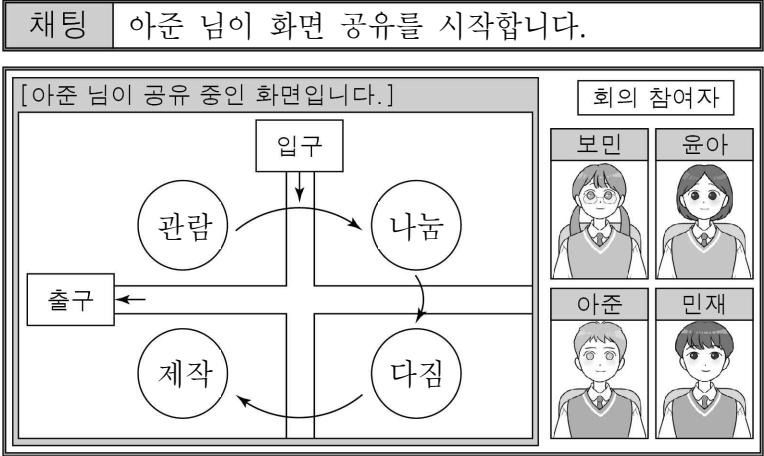 채팅 아준 님이 화면 공유를 시작합니다.
[아준 님이 공유 중인 화면입니다.]
입구
관람
나눔
출구
제작
다짐
회의 참여자
보민 윤아
아준 민재